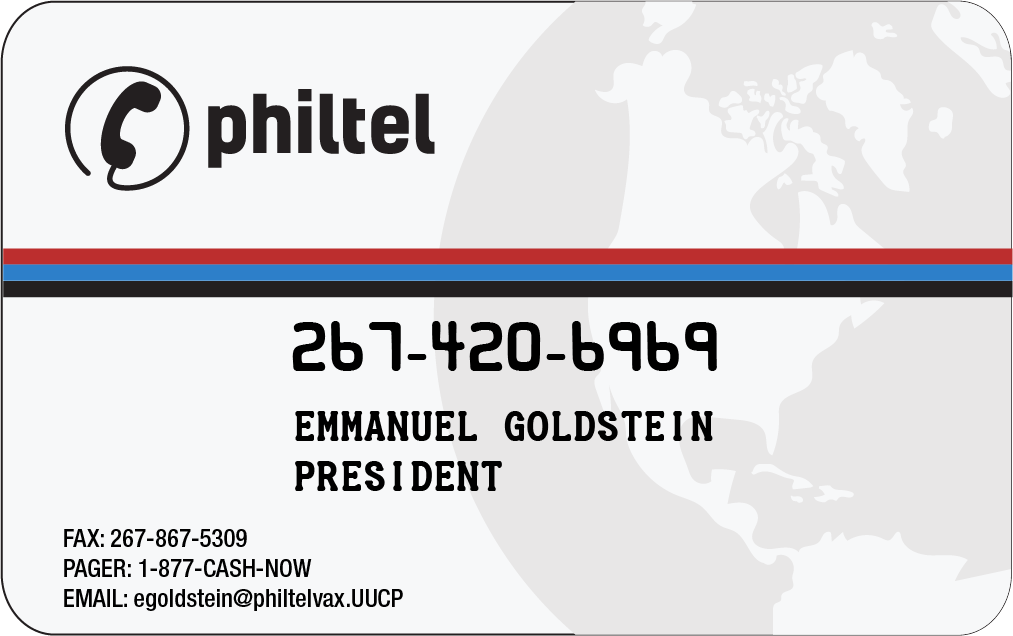 philtel
267-420-6969
EMMANUEL GOLDSTEIN
PRESIDENT
FAX: 267-867-5309
PAGER: 1-877-CASH-NOW
EMAIL: egoldstein@philtelvax.UUCP